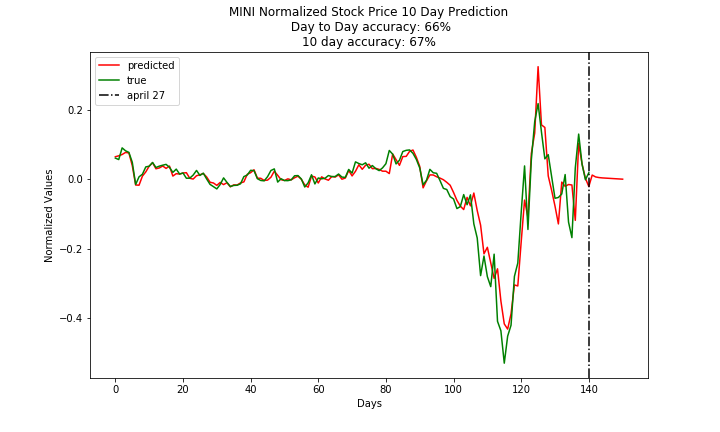 MINI Normalized Stock Price 10 Day Prediction
Day to Day accuracy: 66%
10 day accuracy: 67%
predicted
true
april 27
Normalized Values
0.2
0.0
−0.2
−0.4
0 20 40 60 80 100 120 140
Days